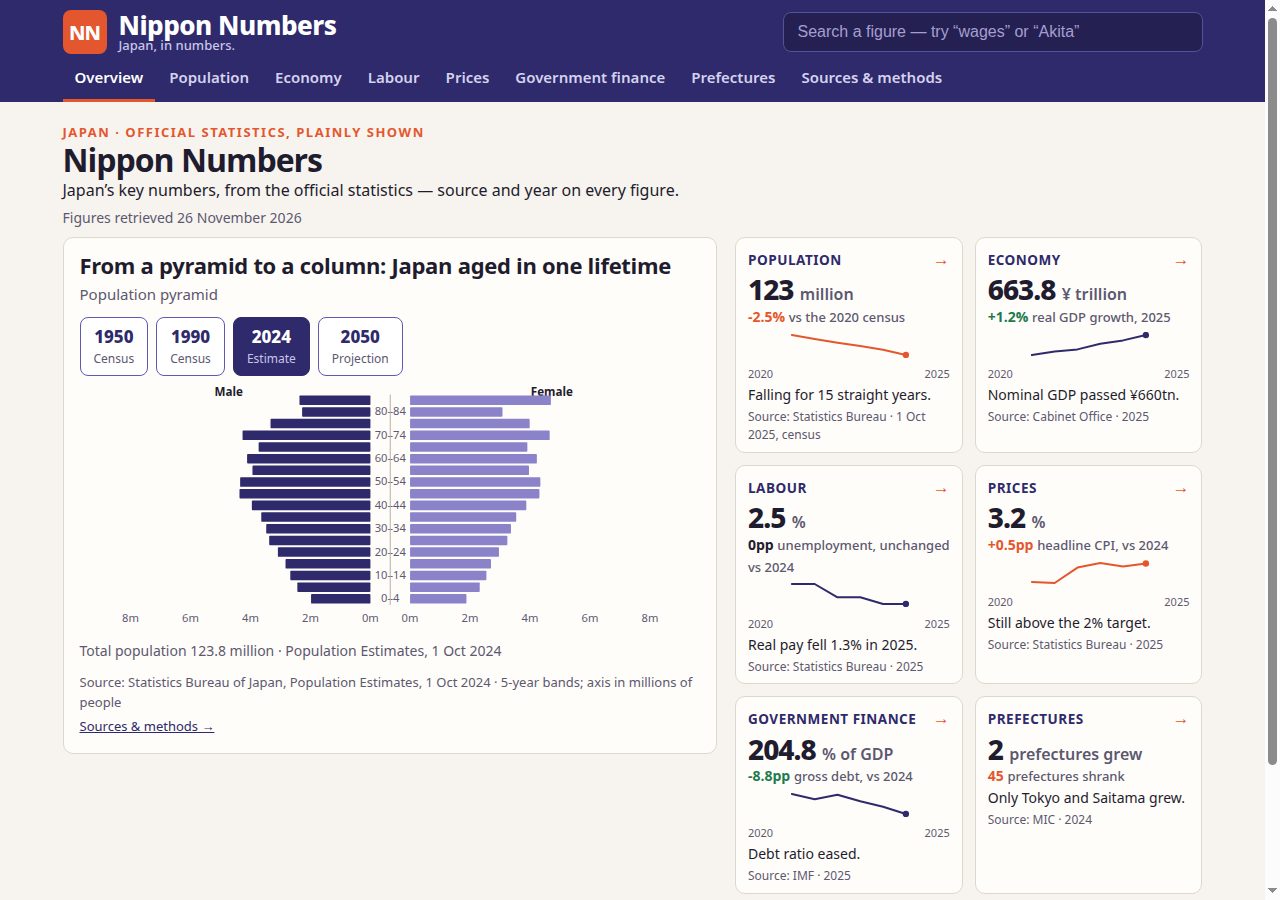 NN
Nippon Numbers
Japan, in numbers.
Search a figure — try “wages” or “Akita”
Overview Population Economy Labour Prices Government finance Prefectures Sources & methods
JAPAN · OFFICIAL STATISTICS, PLAINLY SHOWN
Nippon Numbers
Japan’s key numbers, from the official statistics — source and year on every figure.
Figures retrieved 26 November 2026
From a pyramid to a column: Japan aged in one lifetime
Population pyramid
1950 1990 2024 2050
Census Census Estimate Projection
Male Female
80–84
70–74
60–64
50–54
40–44
30–34
20–24
10–14
0–4
8m 6m 4m 2m 0m 0m 2m 4m 6m 8m
Total population 123.8 million · Population Estimates, 1 Oct 2024
Source: Statistics Bureau of Japan, Population Estimates, 1 Oct 2024 · 5-year bands; axis in millions of
people
Sources & methods →
POPULATION →
123 million
-2.5% vs the 2020 census
2020 2025
Falling for 15 straight years.
Source: Statistics Bureau · 1 Oct
2025, census
ECONOMY →
663.8 ¥ trillion
+1.2% real GDP growth, 2025
2020 2025
Nominal GDP passed ¥660tn.
Source: Cabinet Office · 2025
LABOUR →
2.5 %
0pp unemployment, unchanged
vs 2024
2020 2025
Real pay fell 1.3% in 2025.
Source: Statistics Bureau · 2025
PRICES →
3.2 %
+0.5pp headline CPI, vs 2024
2020 2025
Still above the 2% target.
Source: Statistics Bureau · 2025
GOVERNMENT FINANCE →
204.8 % of GDP
-8.8pp gross debt, vs 2024
2020 2025
Debt ratio eased.
Source: IMF · 2025
PREFECTURES →
2 prefectures grew
45 prefectures shrank
Only Tokyo and Saitama grew.
Source: MIC · 2024